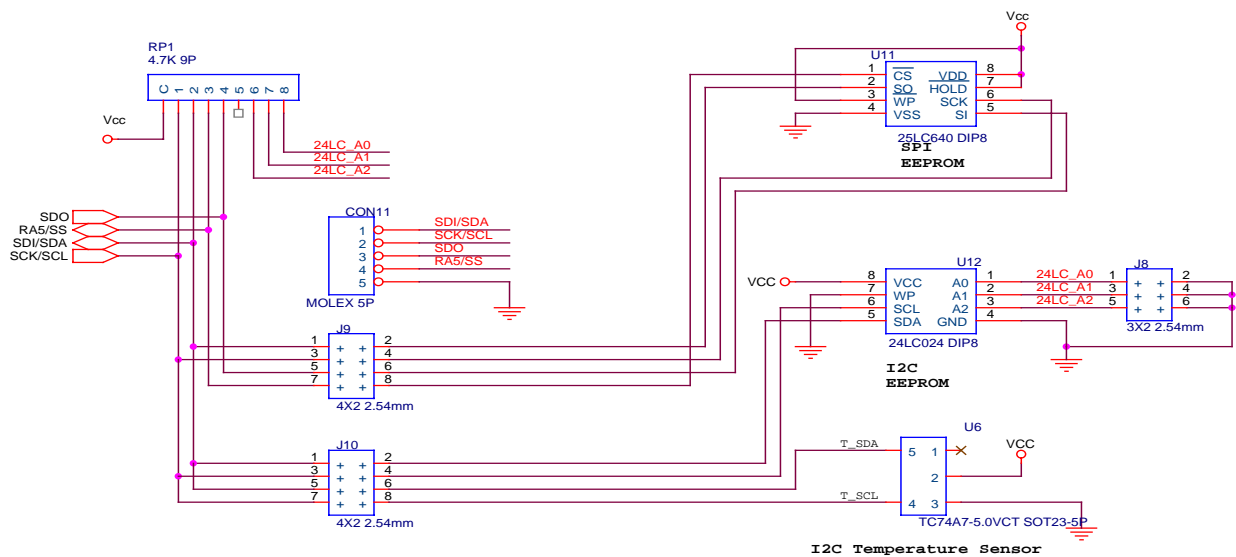 RP1
4.7K 9P
C 1 2 3 4 5 6 7 8
Vcc
24LC_A0
24LC_A1
24LC_A2
SDO
RA5/SS
SDI/SDA
SCK/SCL
CON11
1 SDI/SDA
2 SCK/SCL
3 SDO
4 RA5/SS
5
MOLEX 5P
J9
1 + + 2
3 + + 4
5 + + 6
7 + + 8
4X2 2.54mm
J10
1 + + 2
3 + + 4
5 + + 6
7 + + 8
4X2 2.54mm
Vcc
U11
1 CS VDD 8
2 SO HOLD 7
3 WP SCK 6
4 VSS SI 5
25LC640 DIP8
SPI
EEPROM
U12
VCC
8 VCC A0 1 24LC_A0
7 WP A1 2 24LC_A1
6 SCL A2 3 24LC_A2
5 SDA GND 4
24LC024 DIP8
I2C
EEPROM
J8
1 + + 2
3 + + 4
5 + + 6
3X2 2.54mm
U6
VCC
T_SDA 5 1
2
T_SCL 4 3
TC74A7-5.0VCT SOT23-5P
I2C Temperature Sensor